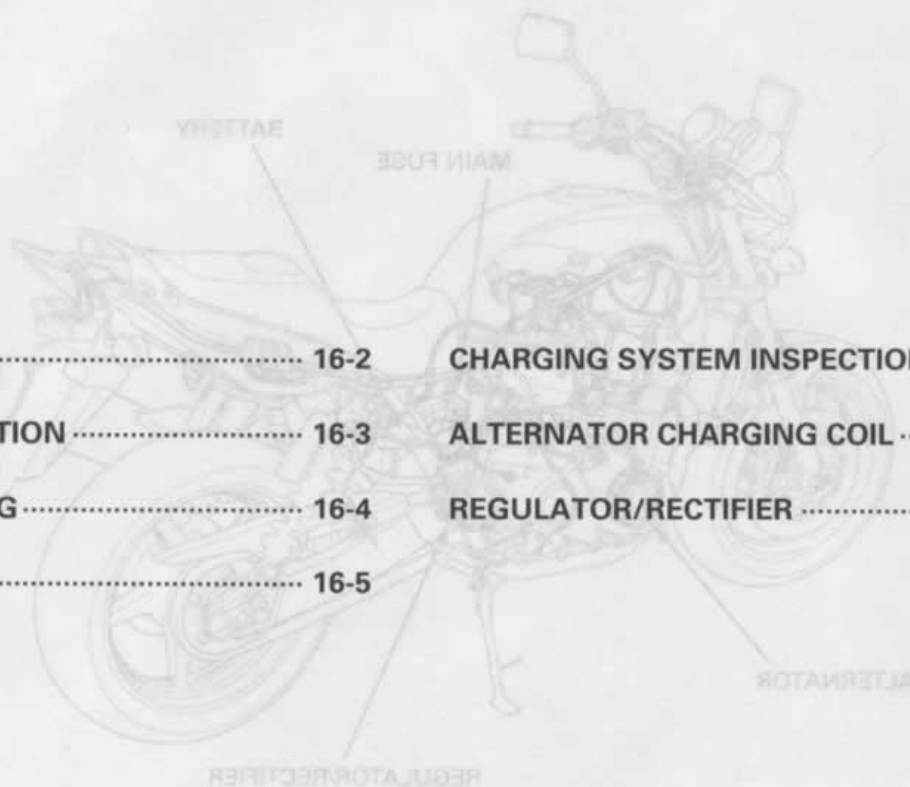 BATTERY
MAIN FUSE
16-2
TION 16-3
G 16-4
16-5
CHARGING SYSTEM INSPECTION
ALTERNATOR CHARGING COIL
REGULATOR/RECTIFIER
ALTERNATOR
REGULATOR/RECTIFIER